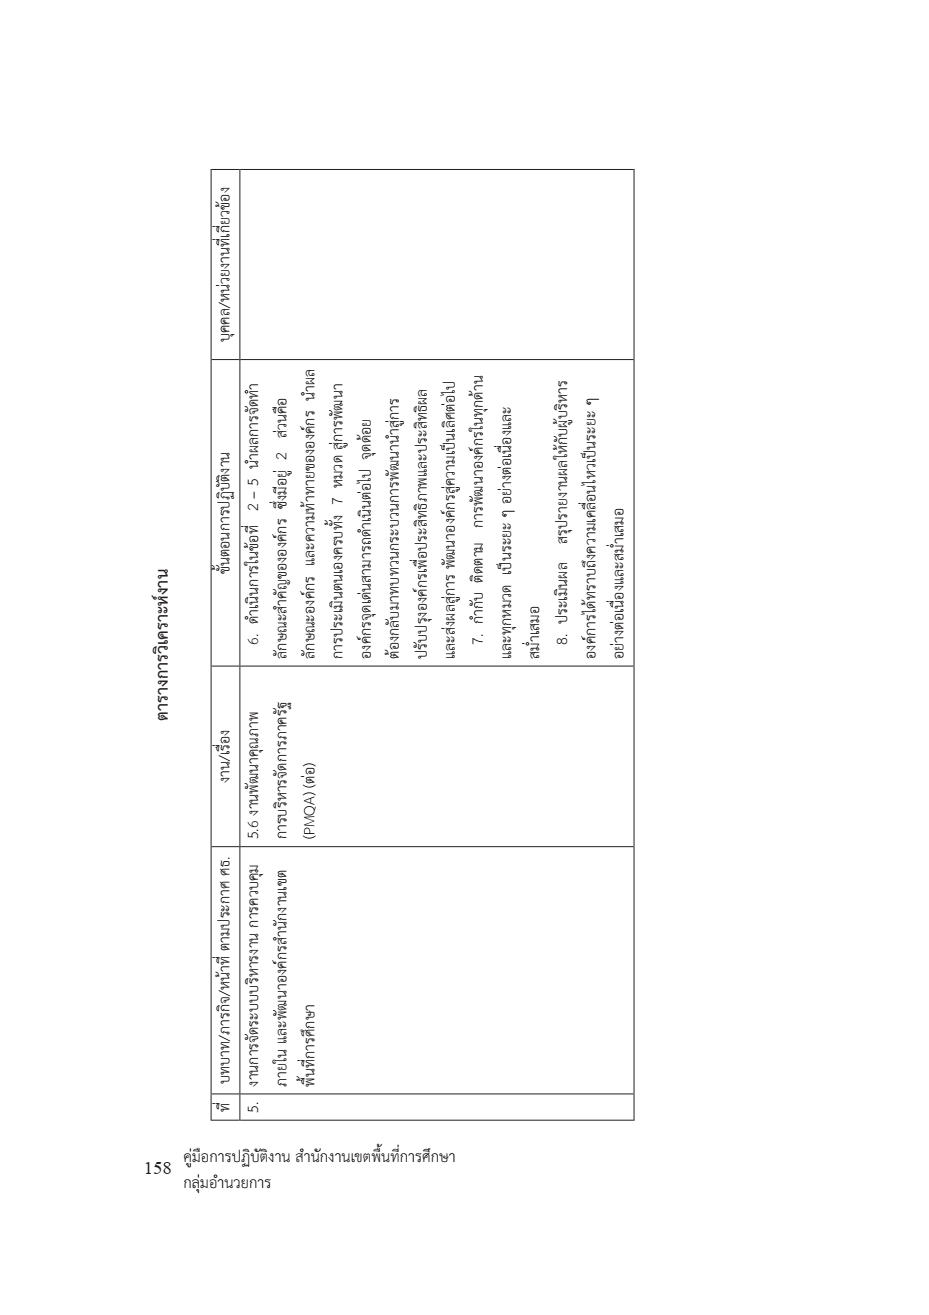 ตารางการวิเคราะห์งาน
ที่
บทบาท/ภารกิจ/หน้าที่ ตามประกาศ ศธ.
งาน/เรื่อง
ขั้นตอนการปฏิบัติงาน
บุคคล/หน่วยงานที่เกี่ยวข้อง
5.
งานการจัดระบบบริหารงาน การควบคุม
ภายใน และพัฒนาองค์กรสำนักงานเขต
พื้นที่การศึกษา
5.6 งานพัฒนาคุณภาพ
การบริหารจัดการภาครัฐ
(PMQA) (ต่อ)
6. ดำเนินการในข้อที่ 2 – 5 นำผลการจัดทำ
ลักษณะสำคัญขององค์กร ซึ่งมีอยู่ 2 ส่วนคือ
ลักษณะองค์กร และความท้าทายขององค์กร นำผล
การประเมินตนเองครบทั้ง 7 หมวด สู่การพัฒนา
องค์กรจุดเด่นสามารถดำเนินต่อไป จุดด้อย
ต้องกลับมาทบทวนกระบวนการพัฒนานำสู่การ
ปรับปรุงองค์กรเพื่อประสิทธิภาพและประสิทธิผล
และส่งผลสู่การ พัฒนาองค์กรสู่ความเป็นเลิศต่อไป
7. กำกับ ติดตาม การพัฒนาองค์กรในทุกด้าน
และทุกหมวด เป็นระยะ ๆ อย่างต่อเนื่องและ
สม่ำเสมอ
8. ประเมินผล สรุปรายงานผลให้กับผู้บริหาร
องค์การได้ทราบถึงความเคลื่อนไหวเป็นระยะ ๆ
อย่างต่อเนื่องและสม่ำเสมอ
158 คู่มือการปฏิบัติงาน สำนักงานเขตพื้นที่การศึกษา
กลุ่มอำนวยการ